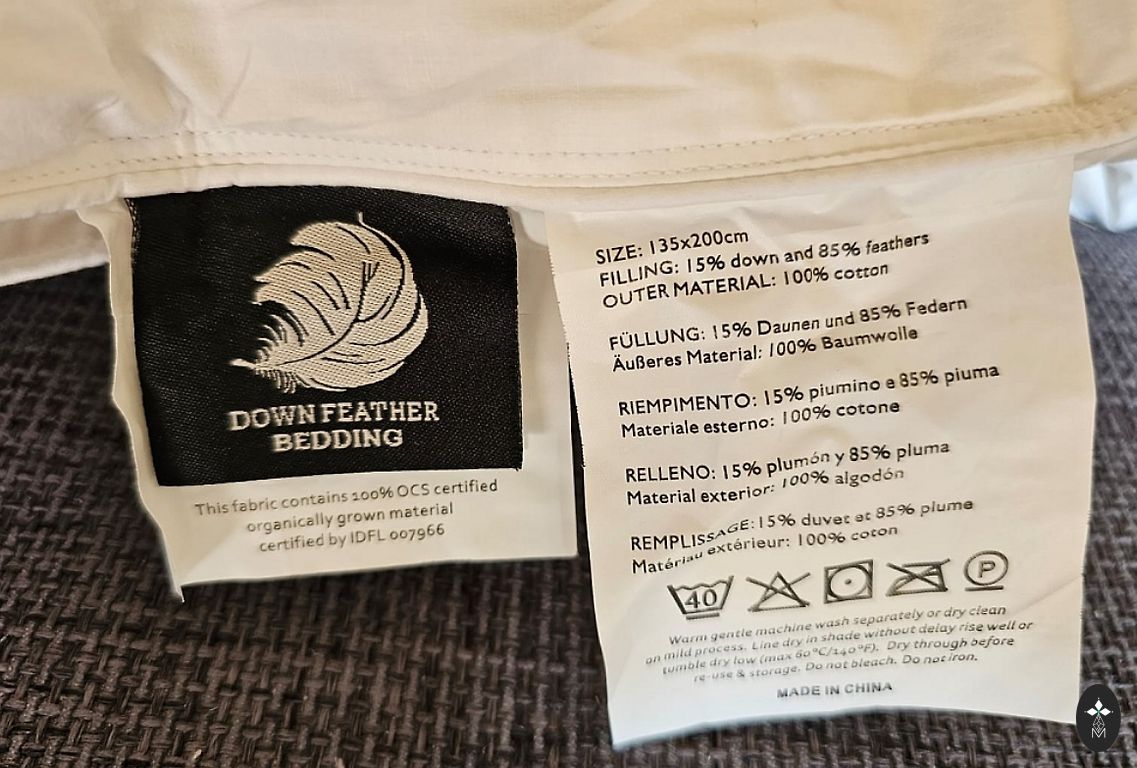 DOWN FEATHER
BEDDING
This fabric contains 100% OCS certified
organically grown material
certified by IDFL 007966
SIZE: 135x200cm
FILLING: 15% down and 85% feathers
OUTER MATERIAL: 100% cotton
FÜLLUNG: 15% Daunen und 85% Federn
Äußeres Material: 100% Baumwolle
RIEMPIMENTO: 15% piumino e 85% piuma
Materiale esterno: 100% cotone
RELLENO: 15% plumón y 85% pluma
Material exterior: 100% algodón
REMPLISSAGE: 15% duvet et 85% plume
Matériau extérieur: 100% coton
40 P
Warm gentle machine wash separately or dry clean
on mild process. Line dry in shade without delay rise well or
tumble dry low (max 60°C/140°F). Dry through before
re-use & storage. Do not bleach. Do not iron.
MADE IN CHINA
M